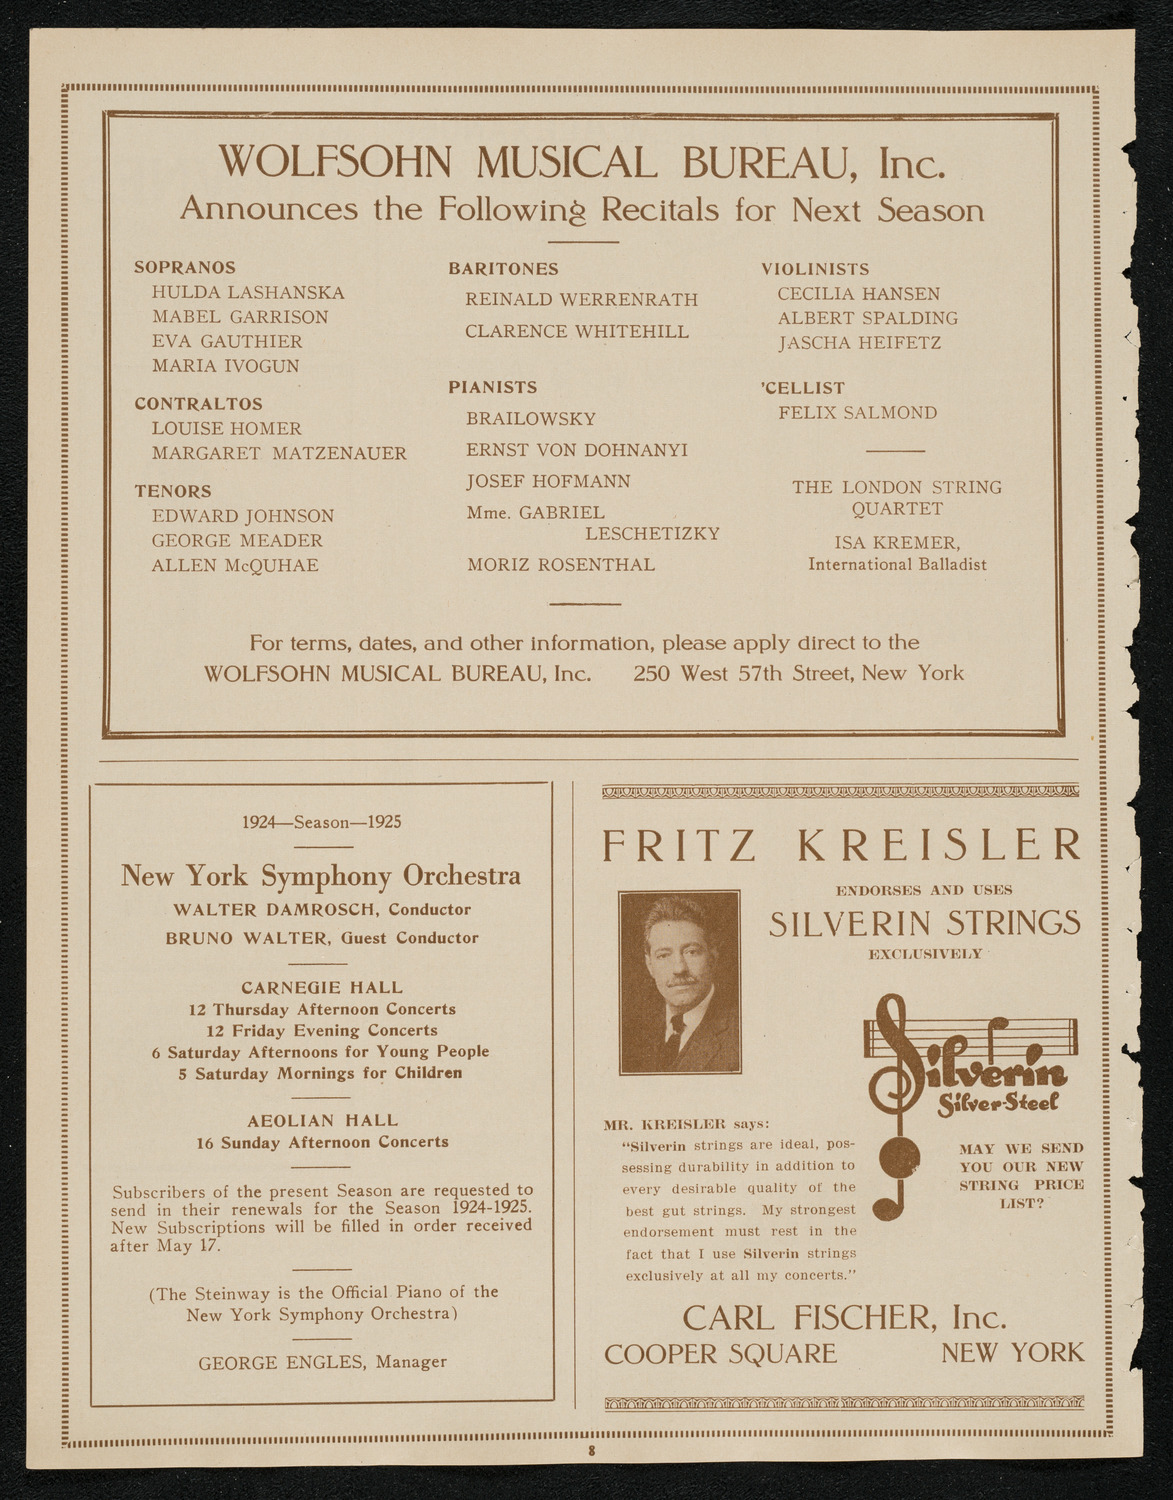 WOLFSOHN MUSICAL BUREAU, Inc.
Announces the Following Recitals for Next Season
SOPRANOS
HULDA LASHANSKA
MABEL GARRISON
EVA GAUTHIER
MARIA IVOGUN
CONTRALTOS
LOUISE HOMER
MARGARET MATZENAUER
TENORS
EDWARD JOHNSON
GEORGE MEADER
ALLEN McQUHAE
BARITONES
REINALD WERRENRATH
CLARENCE WHITEHILL
PIANISTS
BRAILOWSKY
ERNST VON DOHNANYI
JOSEF HOFMANN
Mme. GABRIEL
LESCHETIZKY
MORIZ ROSENTHAL
VIOLINISTS
CECILIA HANSEN
ALBERT SPALDING
JASCHA HEIFETZ
'CELLIST
FELIX SALMOND
THE LONDON STRING
QUARTET
ISA KREMER,
International Balladist
For terms, dates, and other information, please apply direct to the
WOLFSOHN MUSICAL BUREAU, Inc. 250 West 57th Street, New York
1924—Season—1925
New York Symphony Orchestra
WALTER DAMROSCH, Conductor
BRUNO WALTER, Guest Conductor
CARNEGIE HALL
12 Thursday Afternoon Concerts
12 Friday Evening Concerts
6 Saturday Afternoons for Young People
5 Saturday Mornings for Children
AEOLIAN HALL
16 Sunday Afternoon Concerts
Subscribers of the present Season are requested to
send in their renewals for the Season 1924-1925.
New Subscriptions will be filled in order received
after May 17.
(The Steinway is the Official Piano of the
New York Symphony Orchestra)
GEORGE ENGLES, Manager
FRITZ KREISLER
ENDORSES AND USES
SILVERIN STRINGS
EXCLUSIVELY
Silverin
Silver-Steel
MR. KREISLER says:
“Silverin strings are ideal, pos-
sessing durability in addition to
every desirable quality of the
best gut strings. My strongest
endorsement must rest in the
fact that I use Silverin strings
exclusively at all my concerts.”
MAY WE SEND
YOU OUR NEW
STRING PRICE
LIST?
CARL FISCHER, Inc.
COOPER SQUARE NEW YORK
8